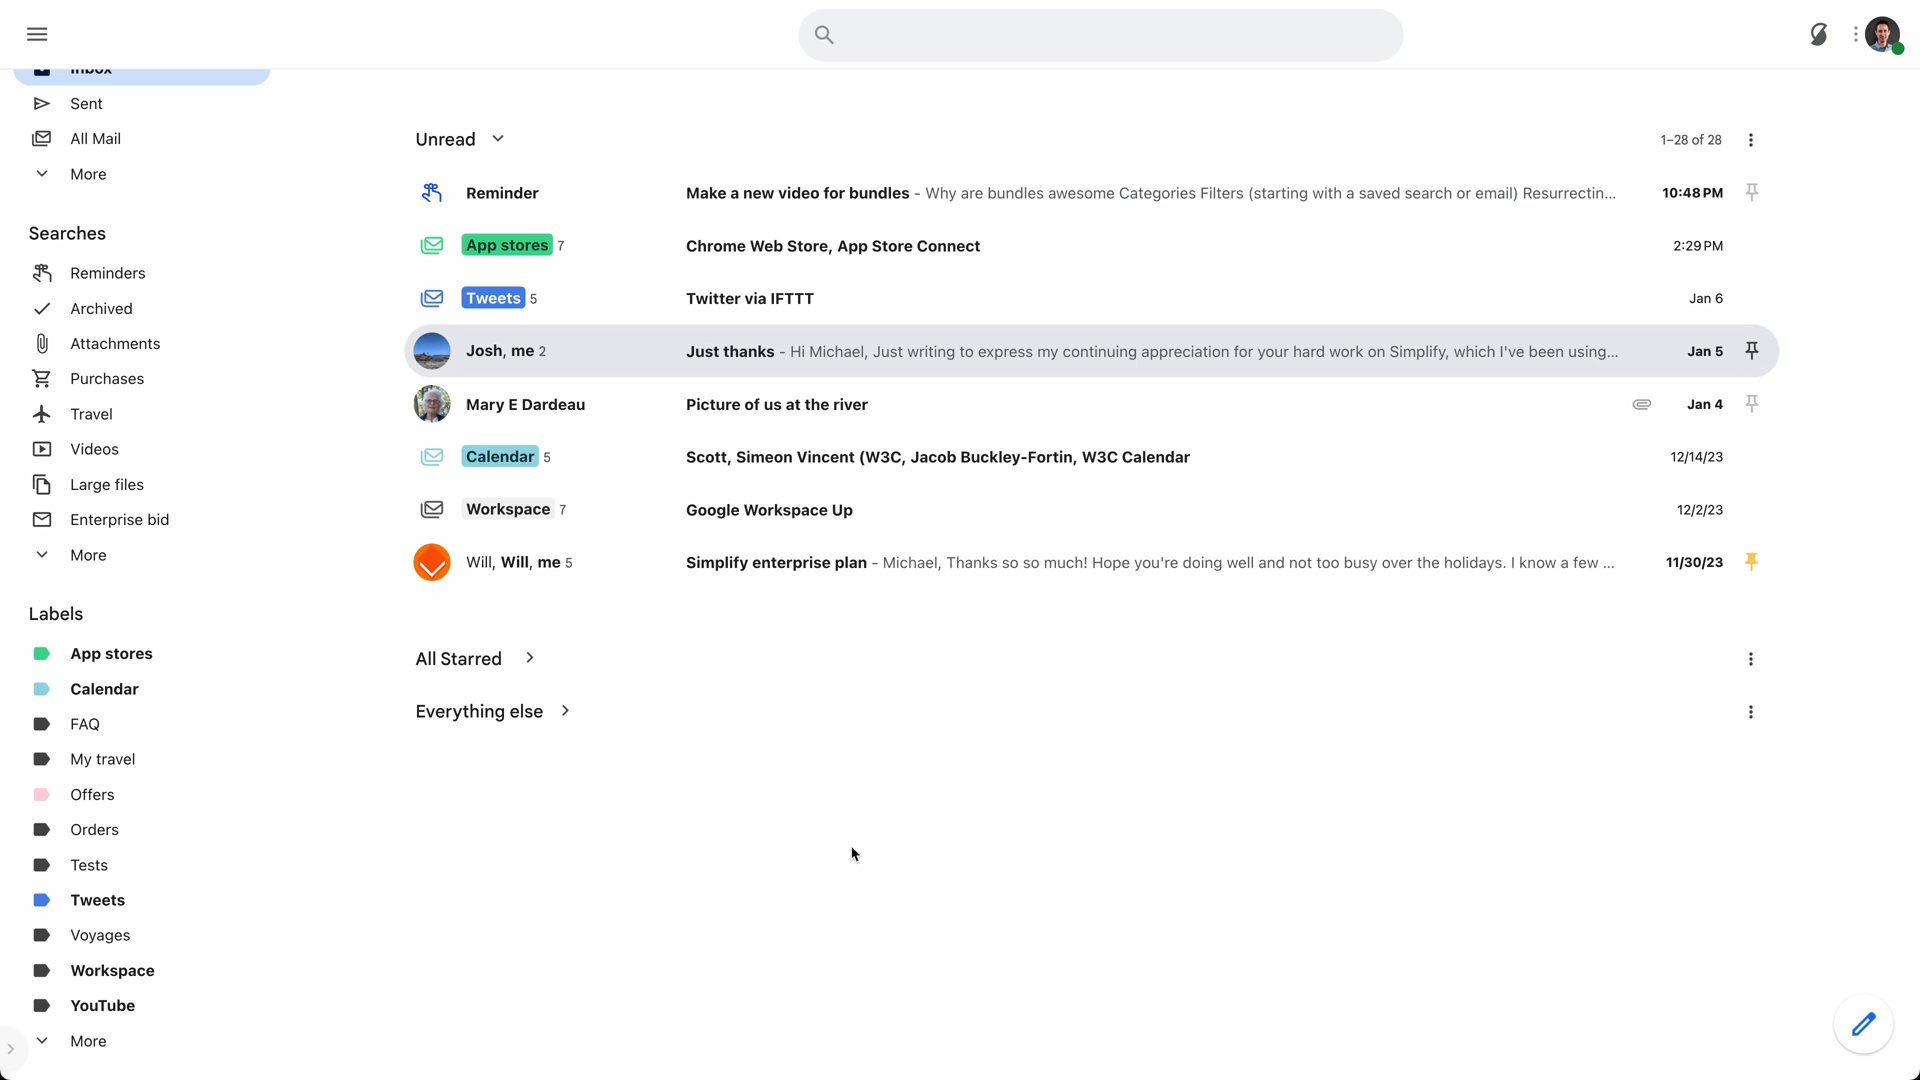 Inbox
Sent
All Mail
More
Searches
Reminders
Archived
Attachments
Purchases
Travel
Videos
Large files
Enterprise bid
More
Labels
App stores
Calendar
FAQ
My travel
Offers
Orders
Tests
Tweets
Voyages
Workspace
YouTube
More
Unread 1–28 of 28
Reminder Make a new video for bundles - Why are bundles awesome Categories Filters (starting with a saved search or email) Resurrectin... 10:48 PM
App stores 7 Chrome Web Store, App Store Connect 2:29 PM
Tweets 5 Twitter via IFTTT Jan 6
Josh, me 2 Just thanks - Hi Michael, Just writing to express my continuing appreciation for your hard work on Simplify, which I've been using... Jan 5
Mary E Dardeau Picture of us at the river Jan 4
Calendar 5 Scott, Simeon Vincent (W3C, Jacob Buckley-Fortin, W3C Calendar 12/14/23
Workspace 7 Google Workspace Up 12/2/23
Will, Will, me 5 Simplify enterprise plan - Michael, Thanks so so much! Hope you're doing well and not too busy over the holidays. I know a few ... 11/30/23
All Starred
Everything else